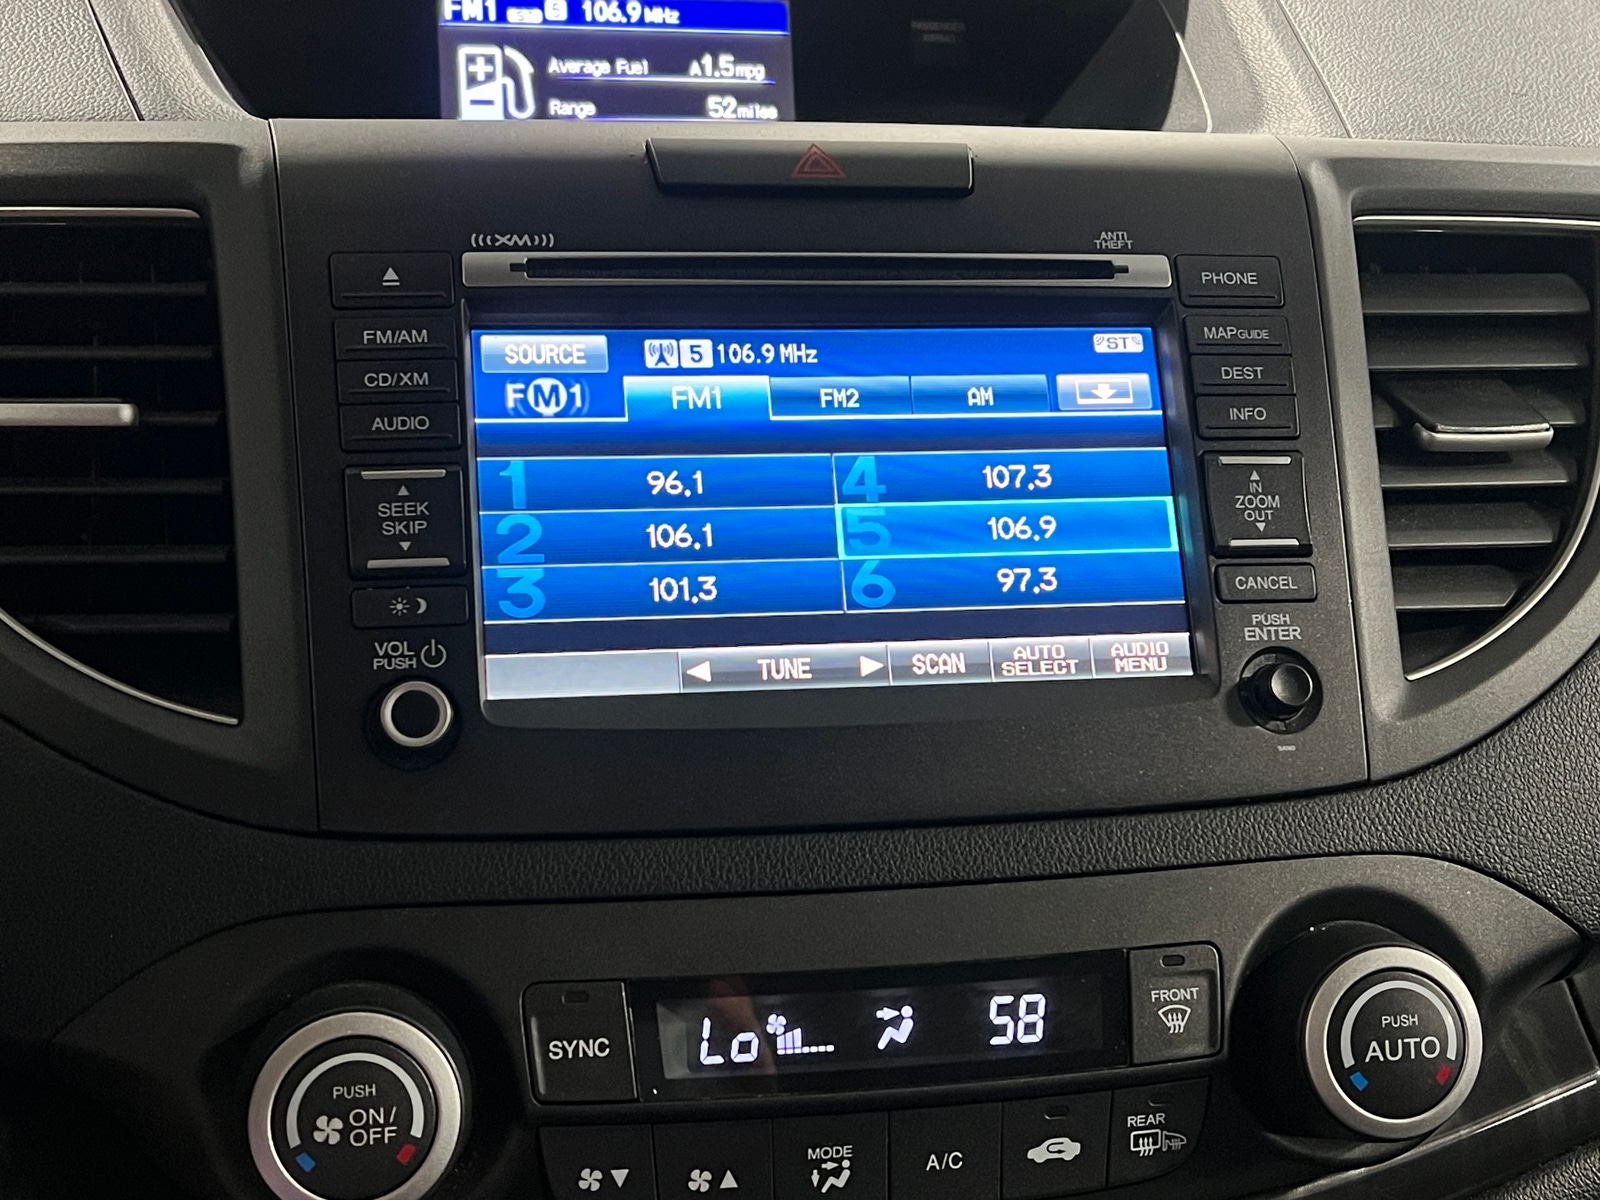 FM1 5 106.9 MHz
Average Fuel A1.5 mpg
Range 52 miles
(((XM)))
ANTI
THEFT
FM/AM
CD/XM
AUDIO
SEEK
SKIP
VOL
PUSH
PHONE
MAP GUIDE
DEST
INFO
IN
ZOOM
OUT
CANCEL
PUSH
ENTER
SOURCE 5 106.9 MHz ST
FM1 FM1 FM2 AM
1 96.1 4 107.3
2 106.1 5 106.9
3 101.3 6 97.3
TUNE SCAN AUTO SELECT AUDIO MENU
PUSH
ON/
OFF
SYNC
Lo 58
FRONT
PUSH
AUTO
MODE
A/C
REAR